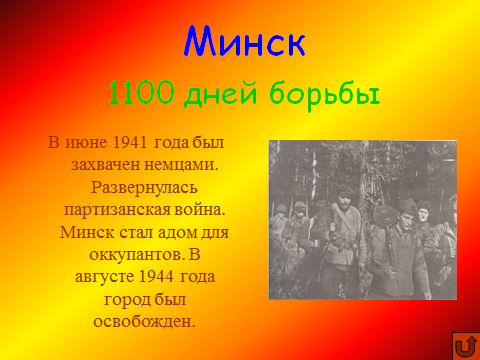 Минск
1100 дней борьбы
В июне 1941 года был
захвачен немцами.
Развернулась
партизанская война.
Минск стал адом для
оккупантов. В
августе 1944 года
город был
освобожден.